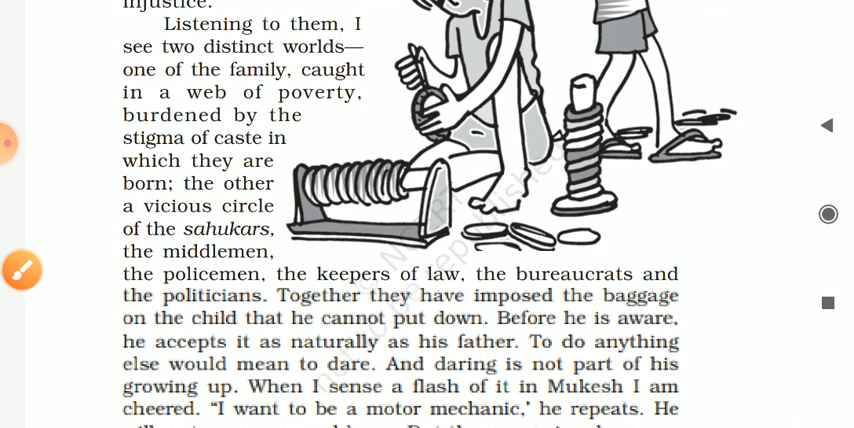 injustice.
Listening to them, I
see two distinct worlds—
one of the family, caught
in a web of poverty,
burdened by the
stigma of caste in
which they are
born; the other
a vicious circle
of the sahukars,
the middlemen,
the policemen, the keepers of law, the bureaucrats and
the politicians. Together they have imposed the baggage
on the child that he cannot put down. Before he is aware,
he accepts it as naturally as his father. To do anything
else would mean to dare. And daring is not part of his
growing up. When I sense a flash of it in Mukesh I am
cheered. “I want to be a motor mechanic,’ he repeats. He
© NCERT
not to be republished